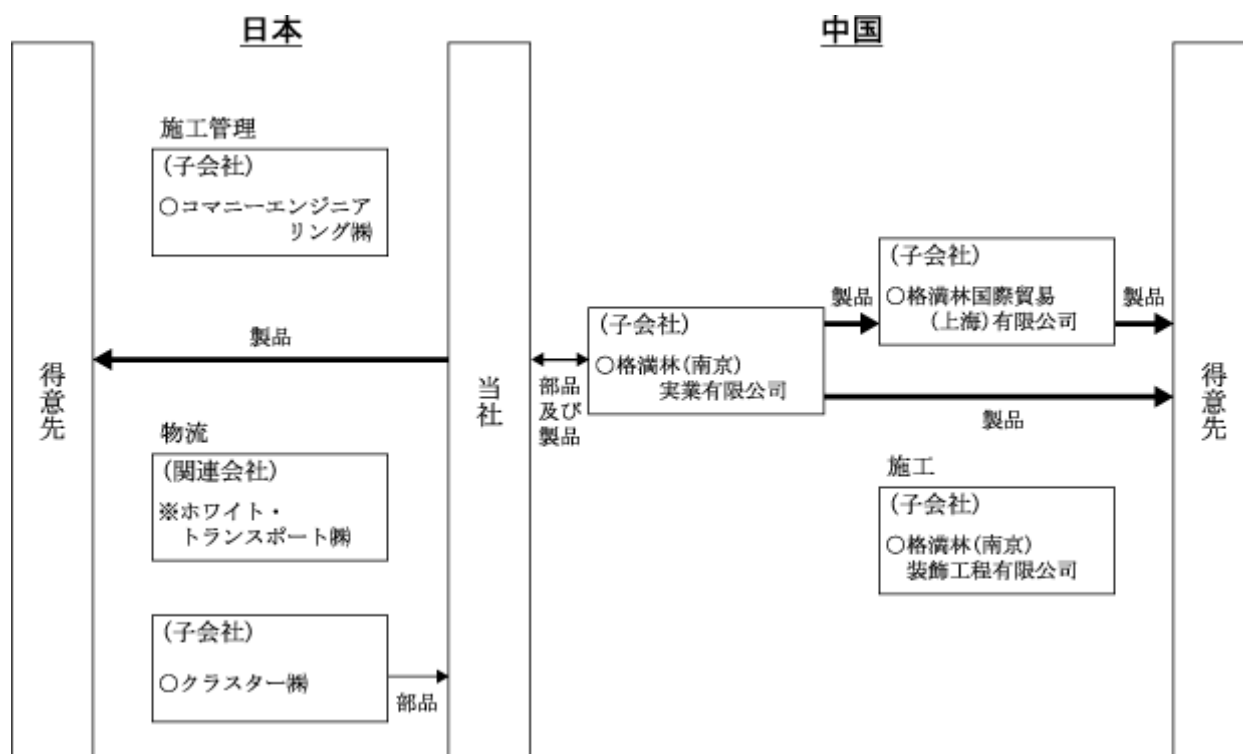 日本
中国
得意先
施工管理
(子会社)
○コマニーエンジニア
リング㈱
製品
物流
(関連会社)
※ホワイト・
トランスポート㈱
(子会社)
○クラスター㈱
部品
当社
部品
及び
製品
(子会社)
○格満林(南京)
実業有限公司
製品
(子会社)
○格満林国際貿易
(上海)有限公司
製品
製品
施工
(子会社)
○格満林(南京)
装飾工程有限公司
得意先